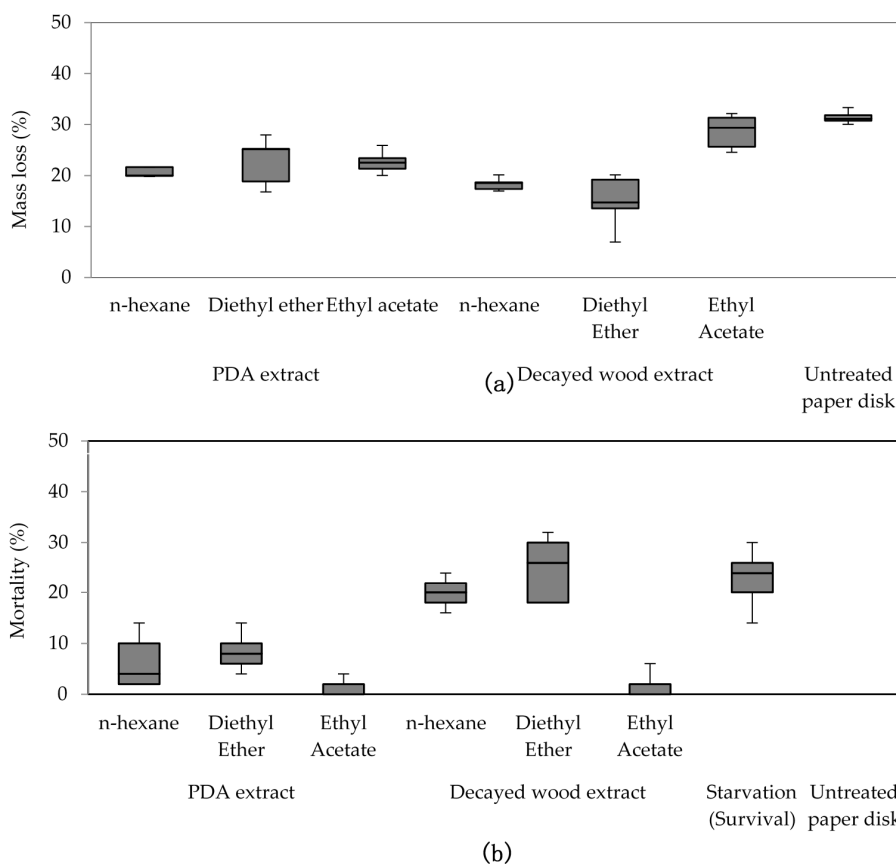 50
40
30
20
10
0
Mass loss (%)
n-hexane Diethyl ether Ethyl acetate n-hexane Diethyl Ethyl
Ether Acetate
PDA extract (a) Decayed wood extract Untreated
paper disk
50
40
30
20
10
0
Mortality (%)
n-hexane Diethyl Ethyl n-hexane Diethyl Ethyl
Ether Acetate Ether Acetate
PDA extract Decayed wood extract Starvation Untreated
(Survival) paper disk
(b)